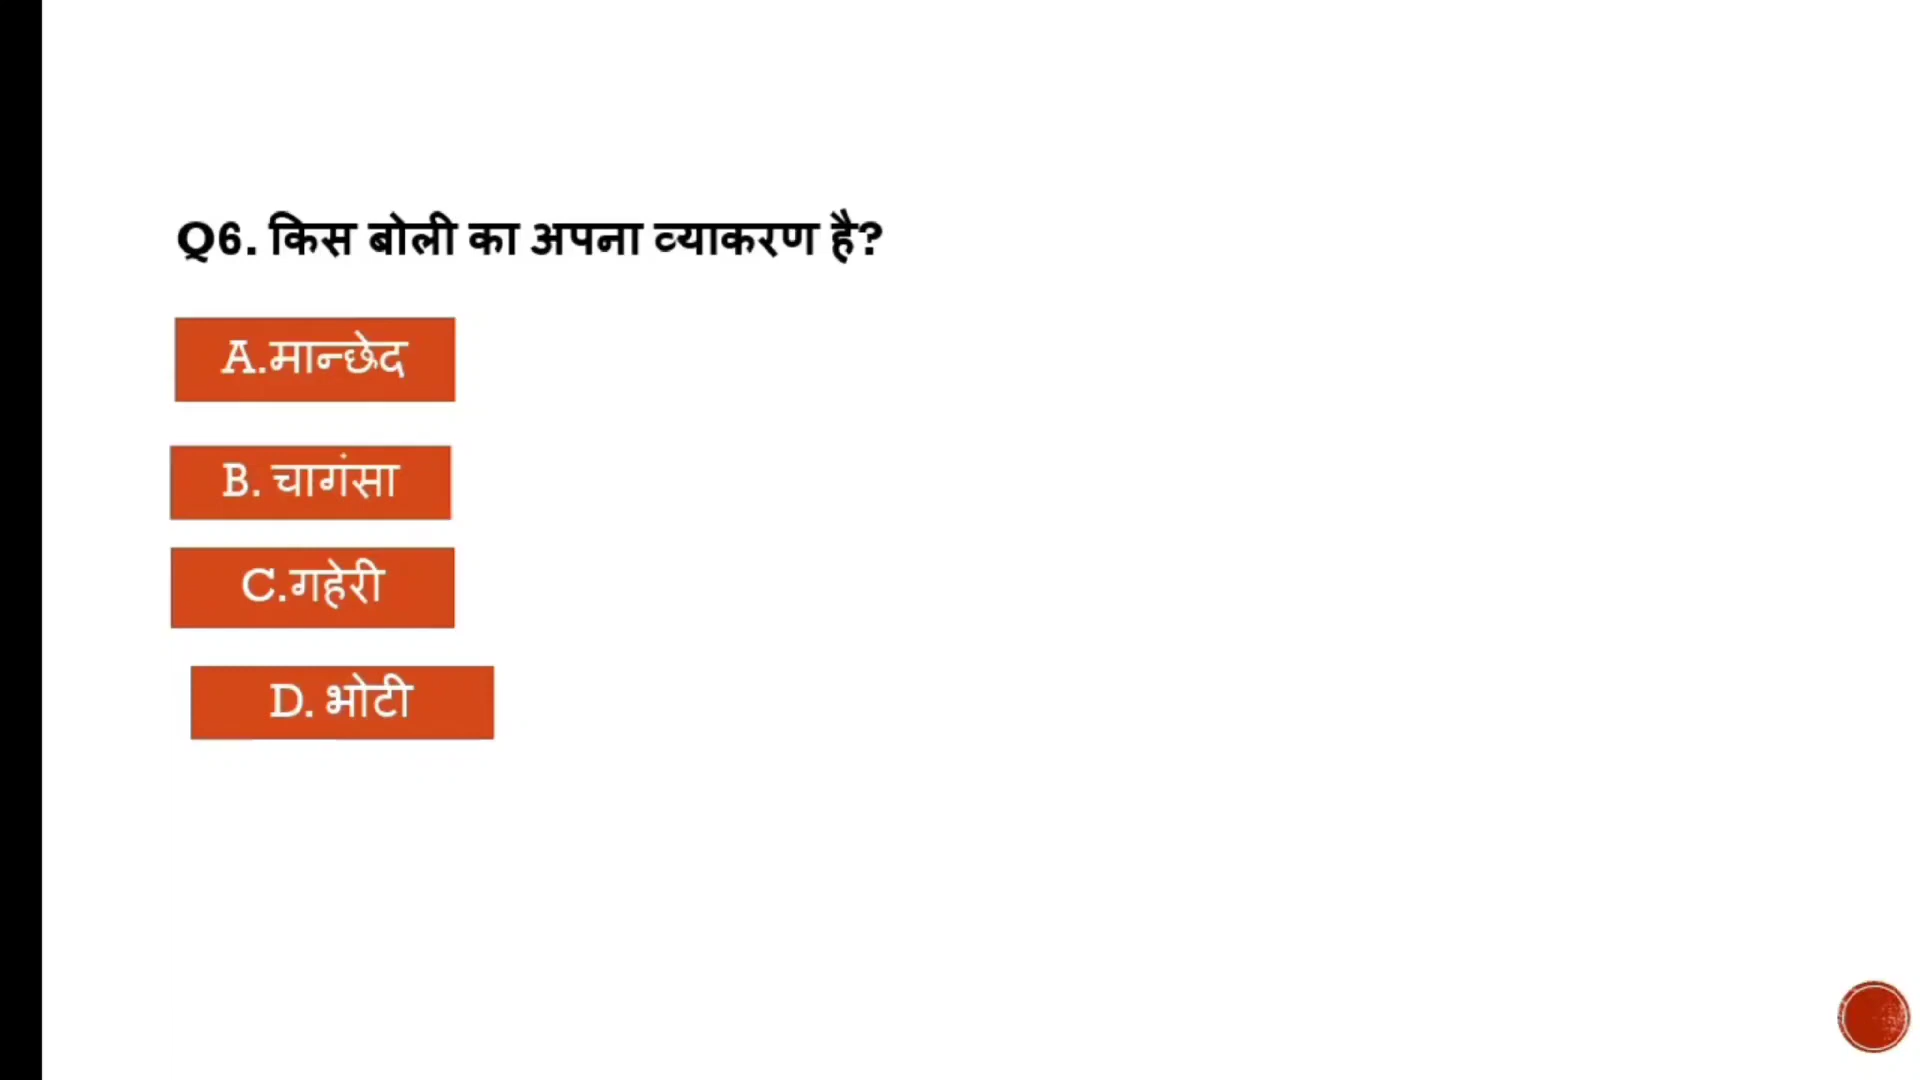 Q6. किस बोली का अपना व्याकरण है?
A.मान्छेद
B. चागंसा
C.गहेरी
D. भोटी